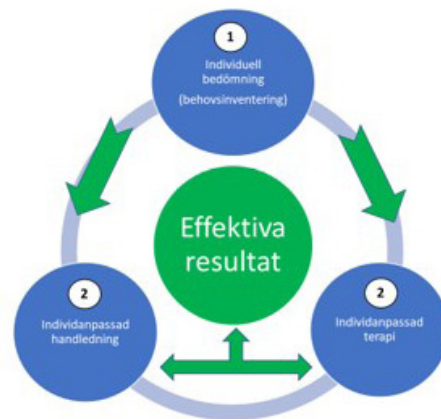 1
Individuell
bedömning
(behovsinventering)
Effektiva
resultat
2
Individanpassad
handledning
2
Individanpassad
terapi